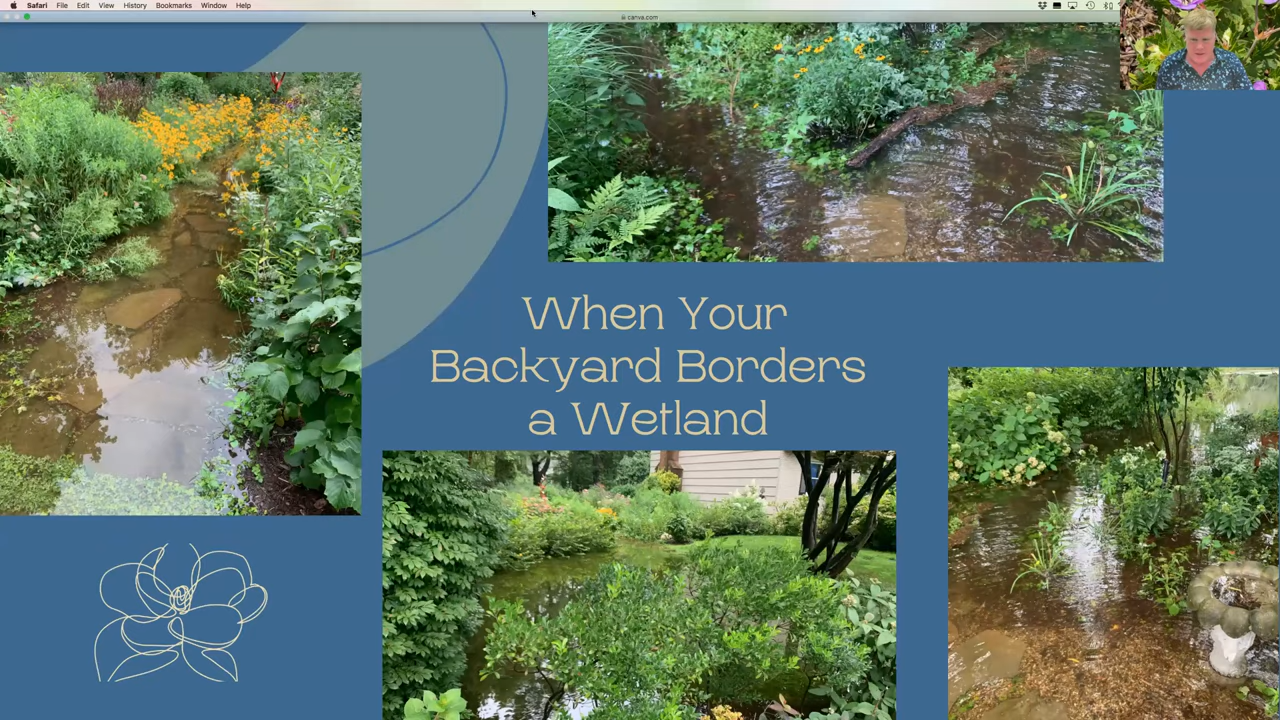 Safari File Edit View History Bookmarks Window Help
canva.com
When Your
Backyard Borders
a Wetland